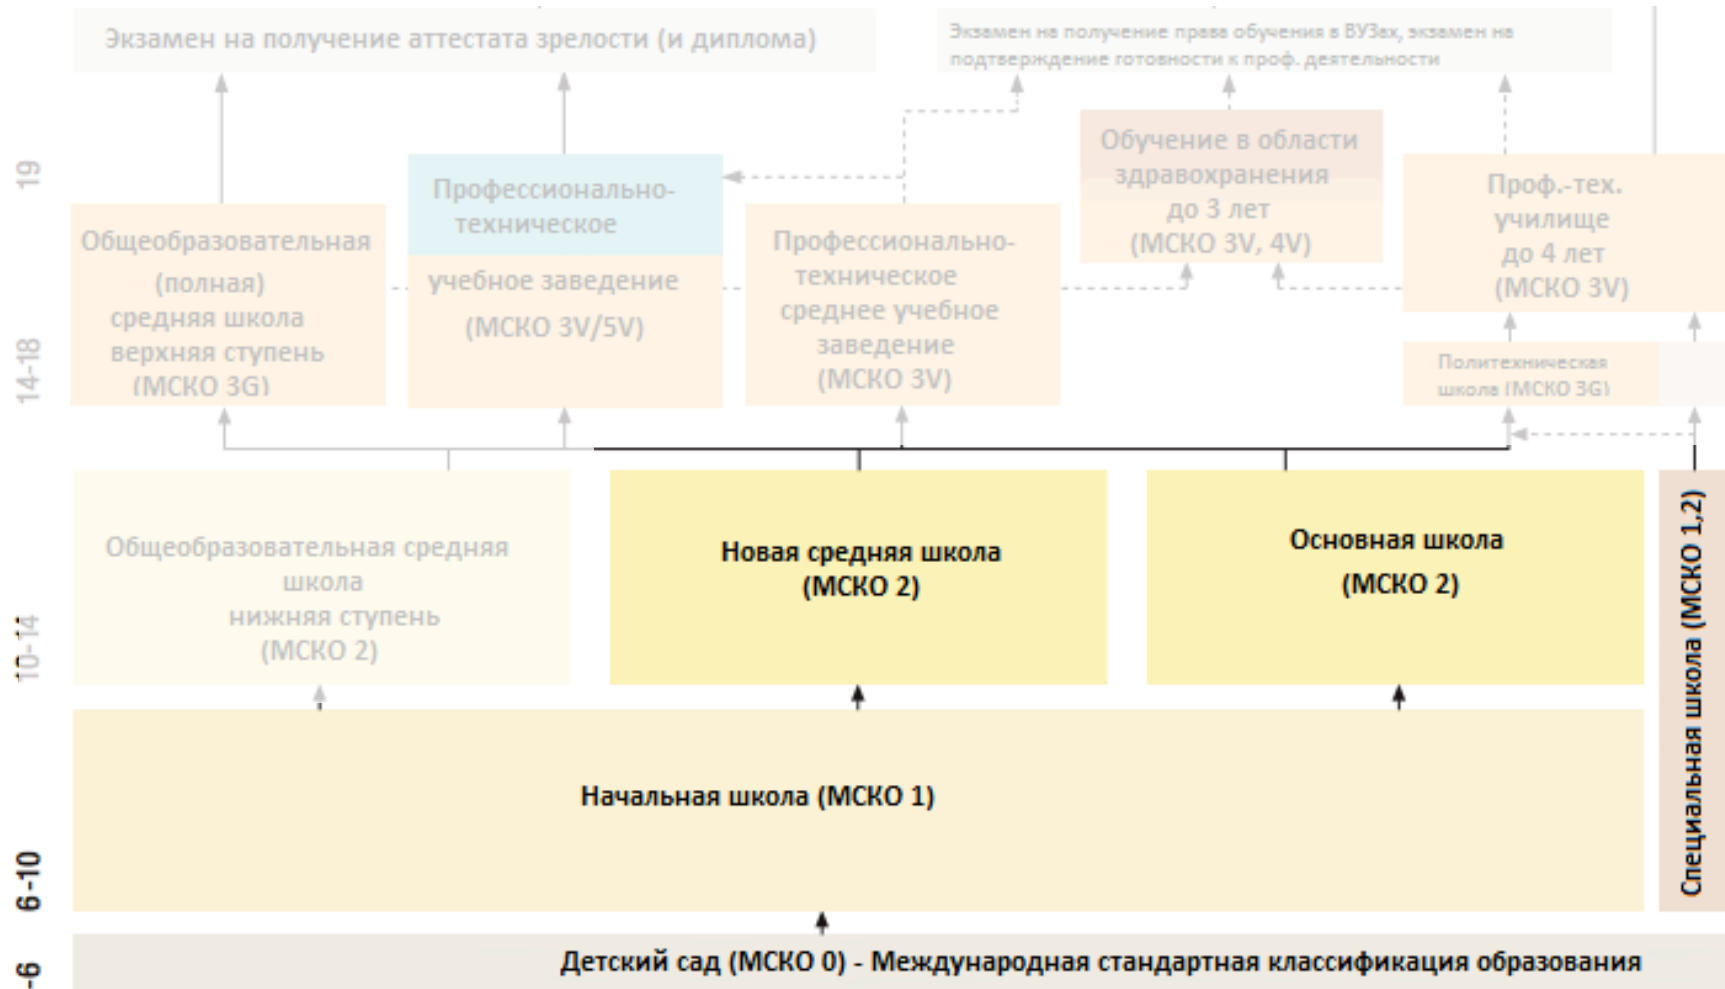 Экзамен на получение аттестата зрелости (и диплома)
Экзамен на получение права обучения в ВУЗах, экзамен на
подтверждение готовности к проф. деятельности
19
Общеобразовательная
(полная)
средняя школа
верхняя ступень
(МСКО 3G)
Профессионально-
техническое
учебное заведение
(МСКО 3V/5V)
Профессионально-
техническое
среднее учебное
заведение
(МСКО 3V)
Обучение в области
здравохранения
до 3 лет
(МСКО 3V, 4V)
Проф.-тех.
училище
до 4 лет
(МСКО 3V)
14-18
Политехническая
школа (МСКО 3G)
10-14
Общеобразовательная средняя
школа
нижняя ступень
(МСКО 2)
Новая средняя школа
(МСКО 2)
Основная школа
(МСКО 2)
Специальная школа (МСКО 1,2)
6-10
Начальная школа (МСКО 1)
-6
Детский сад (МСКО 0) - Международная стандартная классификация образования